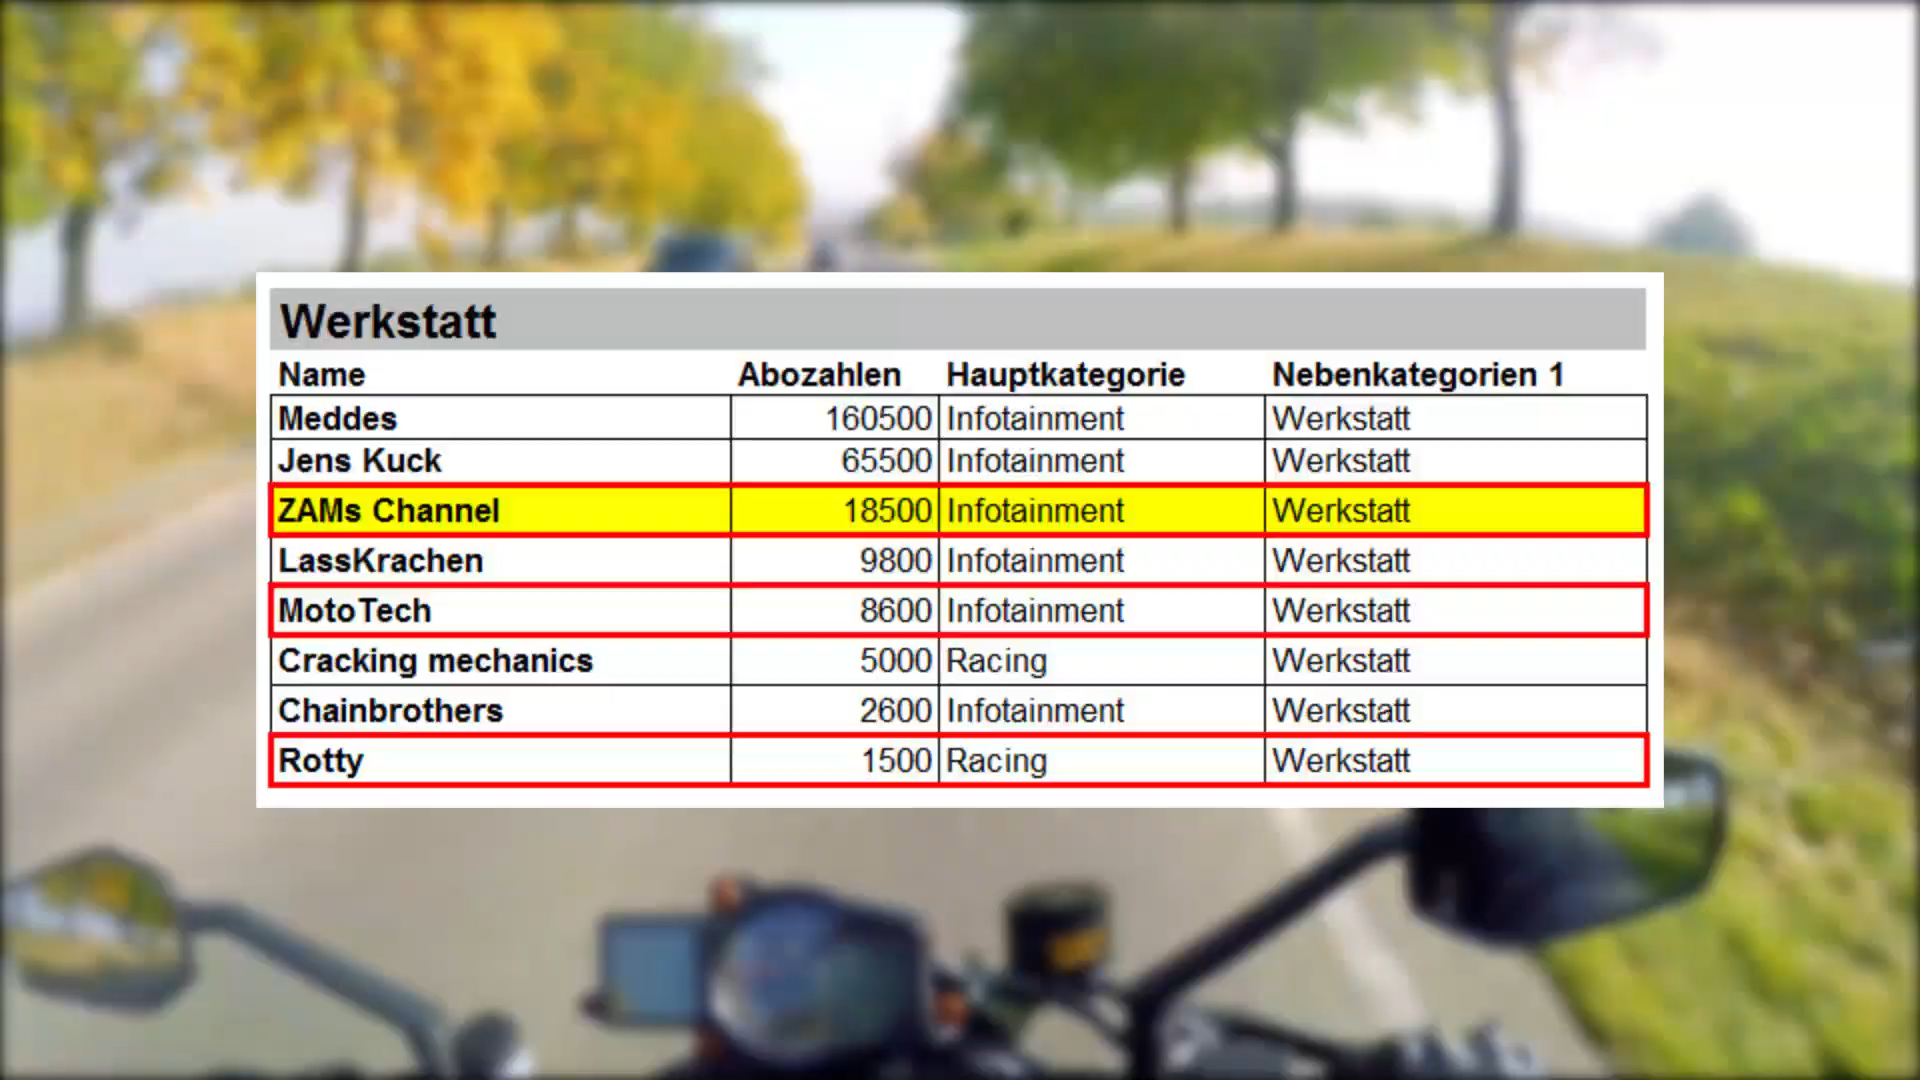 Werkstatt
Name Abozahlen Hauptkategorie Nebenkategorien 1
Meddes 160500 Infotainment Werkstatt
Jens Kuck 65500 Infotainment Werkstatt
ZAMs Channel 18500 Infotainment Werkstatt
LassKrachen 9800 Infotainment Werkstatt
MotoTech 8600 Infotainment Werkstatt
Cracking mechanics 5000 Racing Werkstatt
Chainbrothers 2600 Infotainment Werkstatt
Rotty 1500 Racing Werkstatt